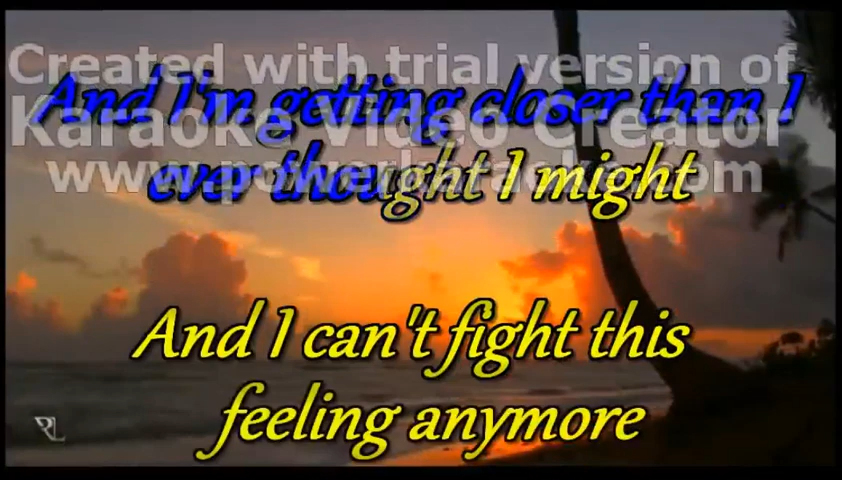 Created with trial version of
And I'm getting closer than I
Karaoke Video Creator
ever thought I might
www.powerkaraoke.com
And I can't fight this
feeling anymore
RL